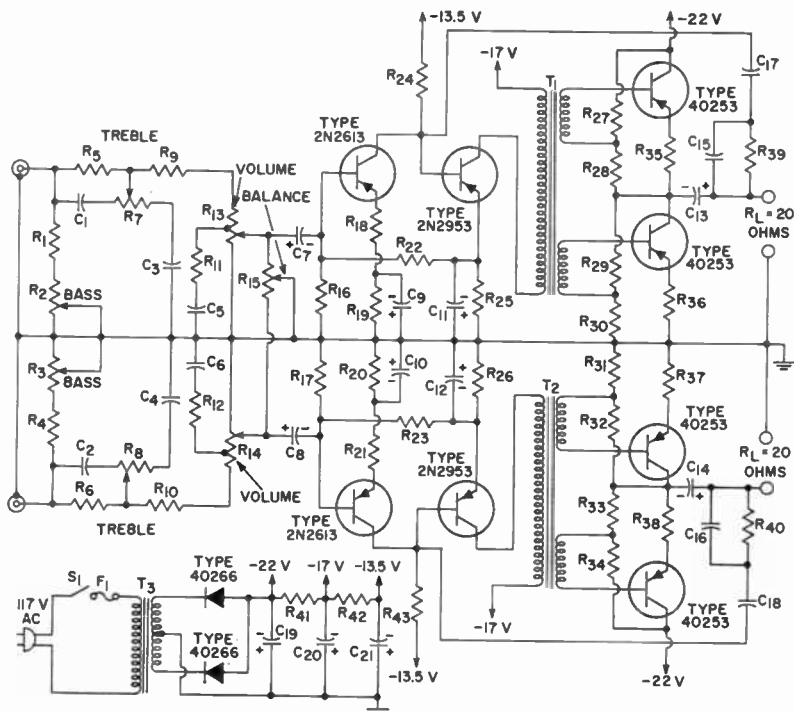 -13.5 V
-22 V
-17 V
R24
T1
C17
TYPE
40253
TYPE
2N2613
R27
TREBLE
R5
R9
VOLUME
R35
C15
R39
R28
BALANCE
R13
C1
R7
R18
TYPE
2N2953
C13
RL = 20
OHMS
C7
R22
TYPE
40253
R1
C3
R11
R15
R29
R2
BASS
R16
C9
C11
R25
R36
C5
R19
R30
R3
BASS
C6
R17
R20
C10
C12
R26
R31
R37
T2
R4
C4
R12
R32
TYPE
40253
RL = 20
OHMS
C2
R8
R14
C8
R23
R21
C14
R6
R10
VOLUME
R33
R38
R40
TREBLE
TYPE
2N2613
TYPE
2N2953
C16
R34
S1
F1
T3
TYPE
40266
-22 V
-17 V
-13.5 V
117 V
AC
R41
R42
R43
TYPE
40253
C18
-17 V
TYPE
40266
C19
C20
C21
-13.5 V
-22 V